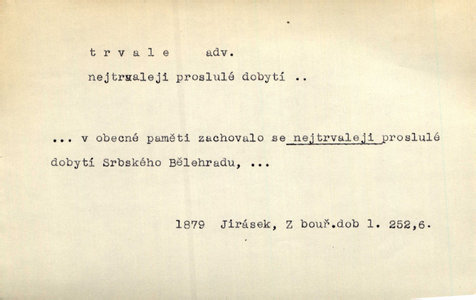 trvale adv.
nejtrvaleji proslulé dobytí ..
... v obecné paměti zachovalo se nejtrvaleji proslulé
dobytí Srbského Bělehradu, ...
1879 Jirásek, Z bouř.dob l. 252,6.